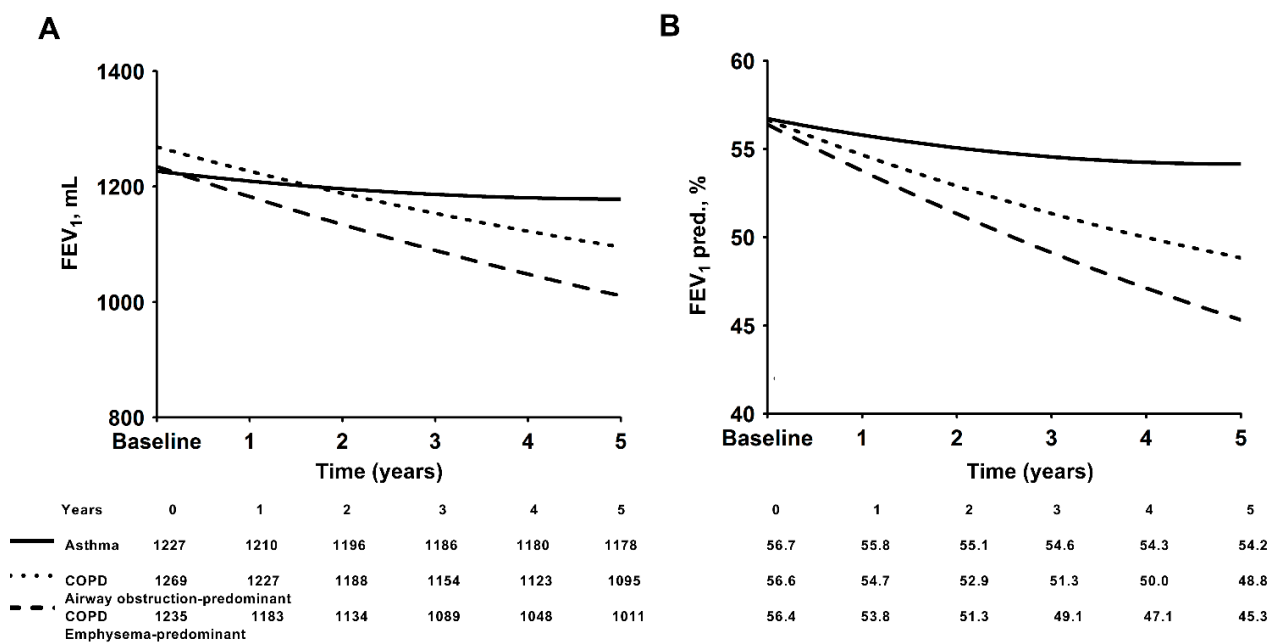 A
B
FEV1, mL
1400
1200
1000
800
Baseline 1 2 3 4 5
Time (years)
FEV1 pred., %
60
55
50
45
40
Baseline 1 2 3 4 5
Time (years)
Years 0 1 2 3 4 5 0 1 2 3 4 5
Asthma 1227 1210 1196 1186 1180 1178 56.7 55.8 55.1 54.6 54.3 54.2
COPD 1269 1227 1188 1154 1123 1095 56.6 54.7 52.9 51.3 50.0 48.8
Airway obstruction-predominant
COPD 1235 1183 1134 1089 1048 1011 56.4 53.8 51.3 49.1 47.1 45.3
Emphysema-predominant